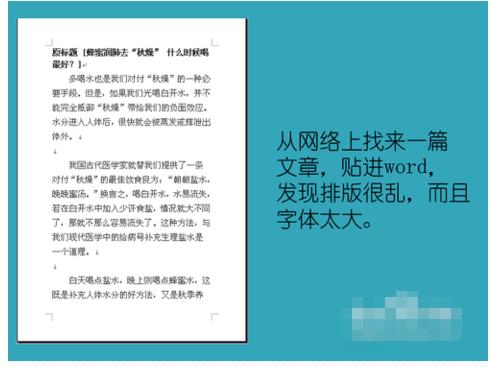 原标题 [蜂蜜润肺去“秋燥” 什么时候喝
最好？]↵
多喝水也是我们对付“秋燥”的一种必
要手段。但是，如果我们光喝白开水，并不
能完全抵御“秋燥”带给我们的负面效应。
水分进入人体后，很快就会被蒸发或排泄出
体外。↓
↓
我国古代医学家就替我们提供了一条
对付“秋燥”的最佳饮食良方：“朝朝盐水，
晚晚蜜汤。”换言之，喝白开水，水易流失，
若在白开水中加入少许食盐，情况就大不同
了，那就不那么容易流失了。这种方法，与
我们现代医学中的给病号补充生理盐水是
一个道理。↓
↓
白天喝点盐水，晚上则喝点蜂蜜水，这
既是补充人体水分的好方法，又是秋季养
从网络上找来一篇
文章，贴进word，
发现排版很乱，而且
字体太大。